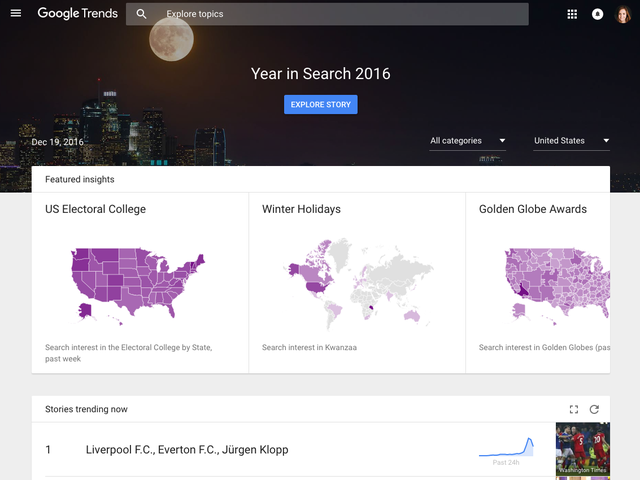 Google Trends
Explore topics
Year in Search 2016
EXPLORE STORY
Dec 19, 2016
All categories
United States
Featured insights
US Electoral College
Winter Holidays
Golden Globe Awards
Search interest in the Electoral College by State,
past week
Search interest in Kwanzaa
Search interest in Golden Globes (pas
Stories trending now
1
Liverpool F.C., Everton F.C., Jürgen Klopp
Past 24h
Washington Times